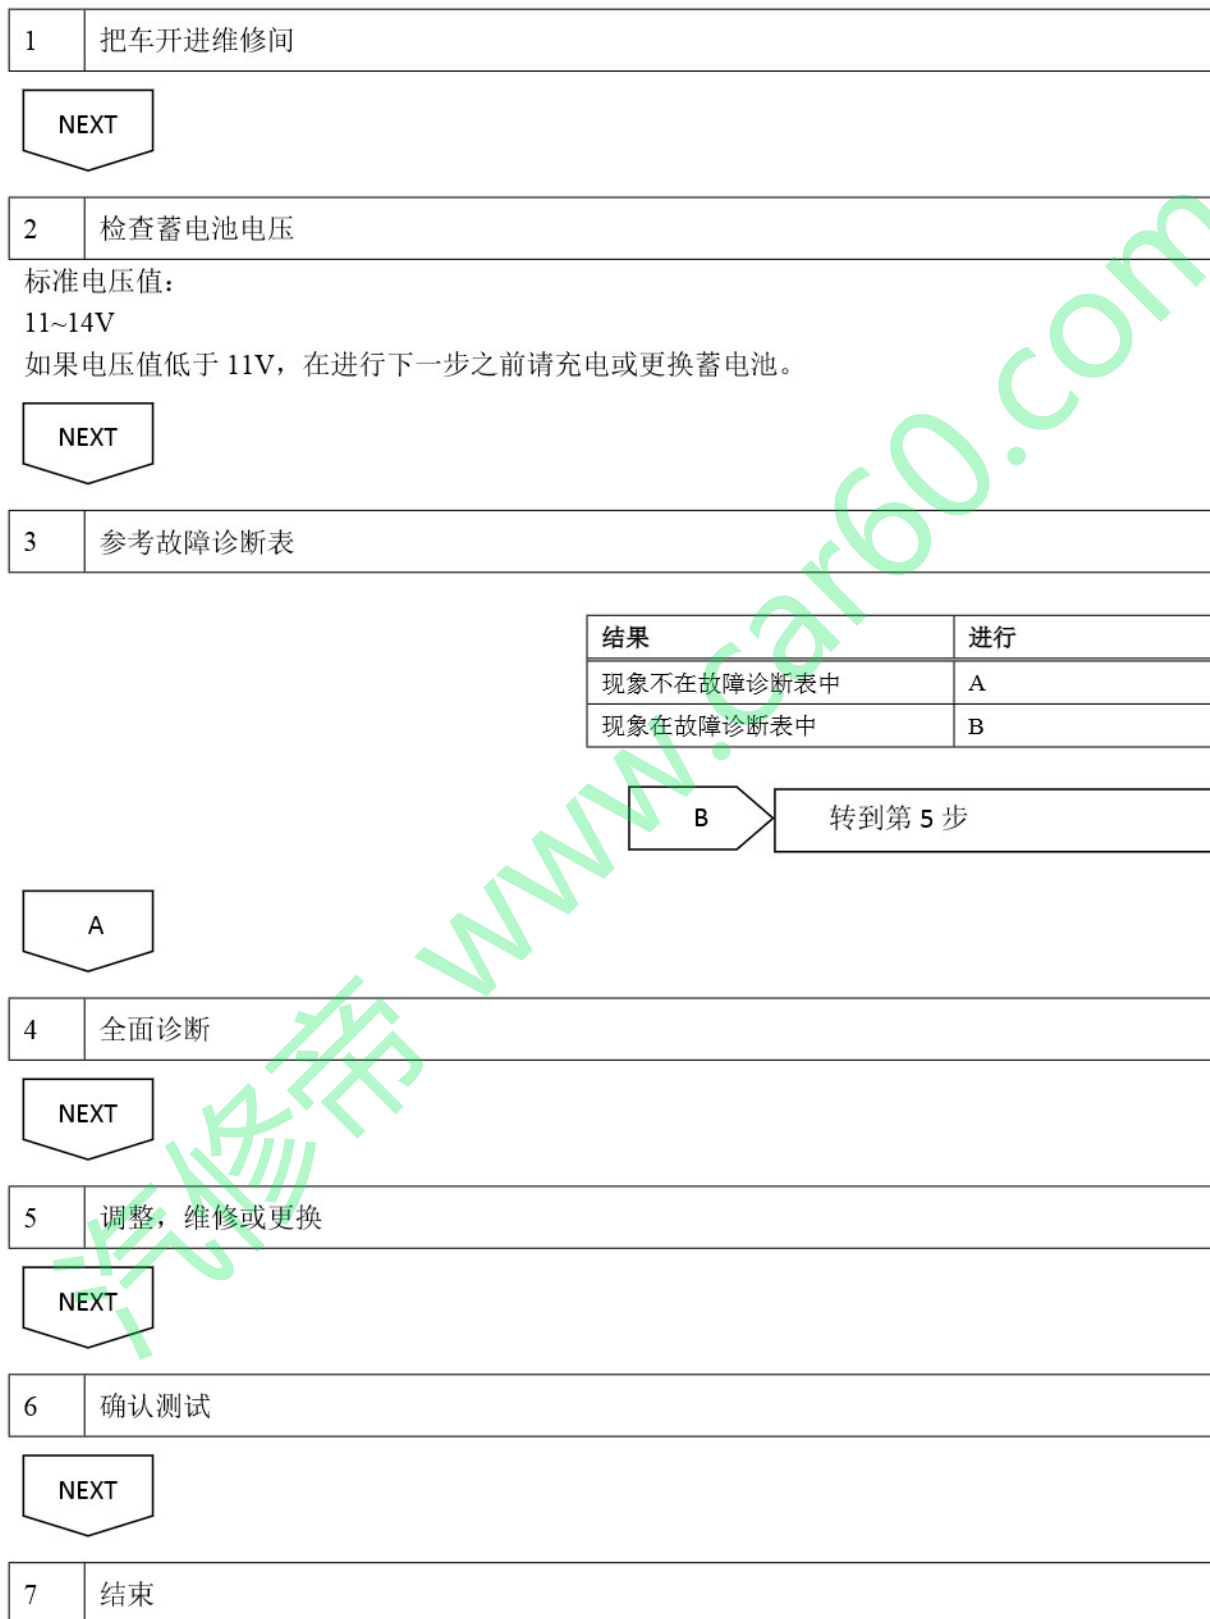 1 把车开进维修间
NEXT
2 检查蓄电池电压
标准电压值：
11~14V
如果电压值低于 11V，在进行下一步之前请充电或更换蓄电池。
NEXT
3 参考故障诊断表
结果 进行
现象不在故障诊断表中 A
现象在故障诊断表中 B
B 转到第 5 步
A
4 全面诊断
NEXT
5 调整，维修或更换
NEXT
6 确认测试
NEXT
7 结束
汽修帝 www.car60.com